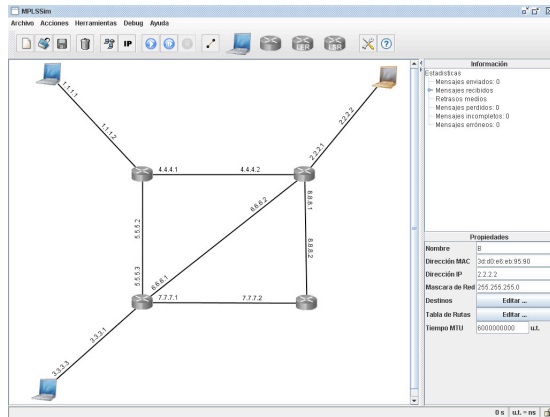 MPLSSim
Archivo Acciones Herramientas Debug Ayuda
IP LER LSR
Información
Estadísticas
Mensajes enviados: 0
Mensajes recibidos
Retrasos medios
Mensajes perdidos: 0
Mensajes incompletos: 0
Mensajes erróneos: 0
1.1.1.1
1.1.1.2
2.2.2.2
2.2.2.1
4.4.4.1 4.4.4.2
6.6.6.2
8.8.8.1
5.5.5.2
8.8.8.2
5.5.5.3
6.6.6.1
7.7.7.1 7.7.7.2
3.3.3.1
3.3.3.3
Propiedades
Nombre B
Dirección MAC 3d:d0:e6:eb:95:90
Dirección IP 2.2.2.2
Mascara de Red 255.255.255.0
Destinos Editar ...
Tabla de Rutas Editar ...
Tiempo MTU 6000000000 u.t.
0 s u.t. = ns